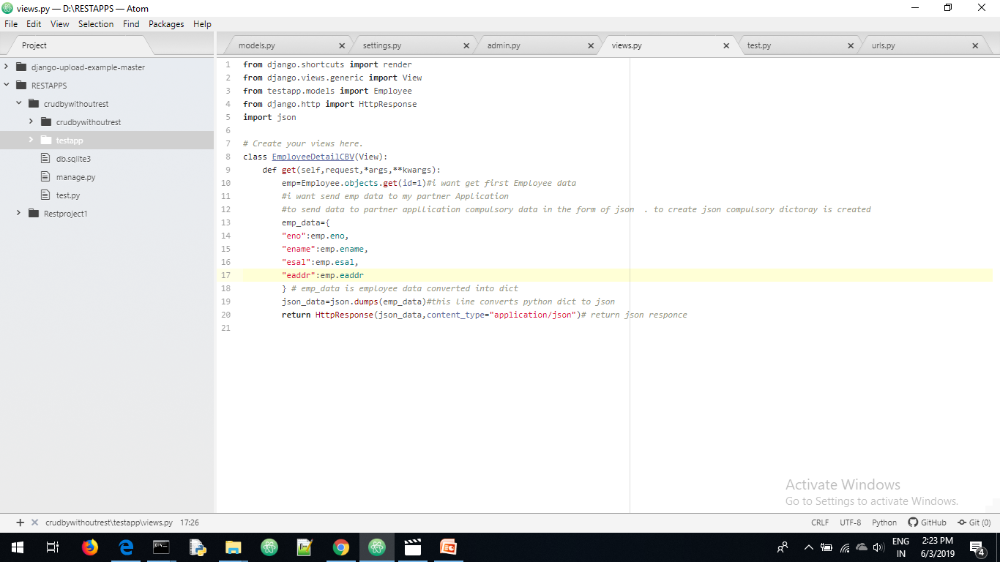 views.py — D:\RESTAPPS — Atom
File Edit View Selection Find Packages Help
Project
models.py
settings.py
admin.py
views.py
test.py
urls.py
django-upload-example-master
RESTAPPS
crudbywithoutrest
crudbywithoutrest
testapp
db.sqlite3
manage.py
test.py
Restproject1
1 from django.shortcuts import render
2 from django.views.generic import View
3 from testapp.models import Employee
4 from django.http import HttpResponse
5 import json
6
7 # Create your views here.
8 class EmployeeDetailCBV(View):
9 def get(self,request,*args,**kwargs):
10 emp=Employee.objects.get(id=1)#i want get first Employee data
11 #i want send emp data to my partner Application
12 #to send data to partner appllication compulsory data in the form of json . to create json compulsory dictoray is created
13 emp_data={
14 "eno":emp.eno,
15 "ename":emp.ename,
16 "esal":emp.esal,
17 "eaddr":emp.eaddr
18 } # emp_data is employee data converted into dict
19 json_data=json.dumps(emp_data)#this line converts python dict to json
20 return HttpResponse(json_data,content_type="application/json")# return json responce
21
Activate Windows
Go to Settings to activate Windows.
crudbywithoutrest\testapp\views.py 17:26
CRLF UTF-8 Python GitHub Git (0)
ENG
IN
2:23 PM
6/3/2019
4